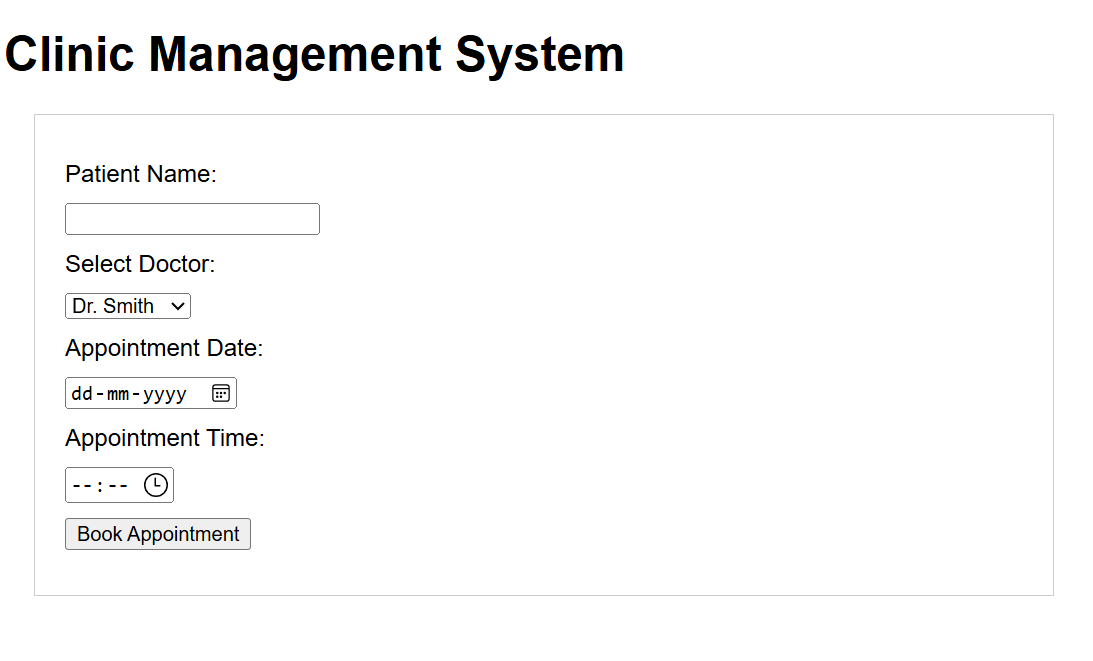 Clinic Management System
Patient Name:
Select Doctor:
Dr. Smith
Appointment Date:
dd-mm-yyyy
Appointment Time:
--:--
Book Appointment